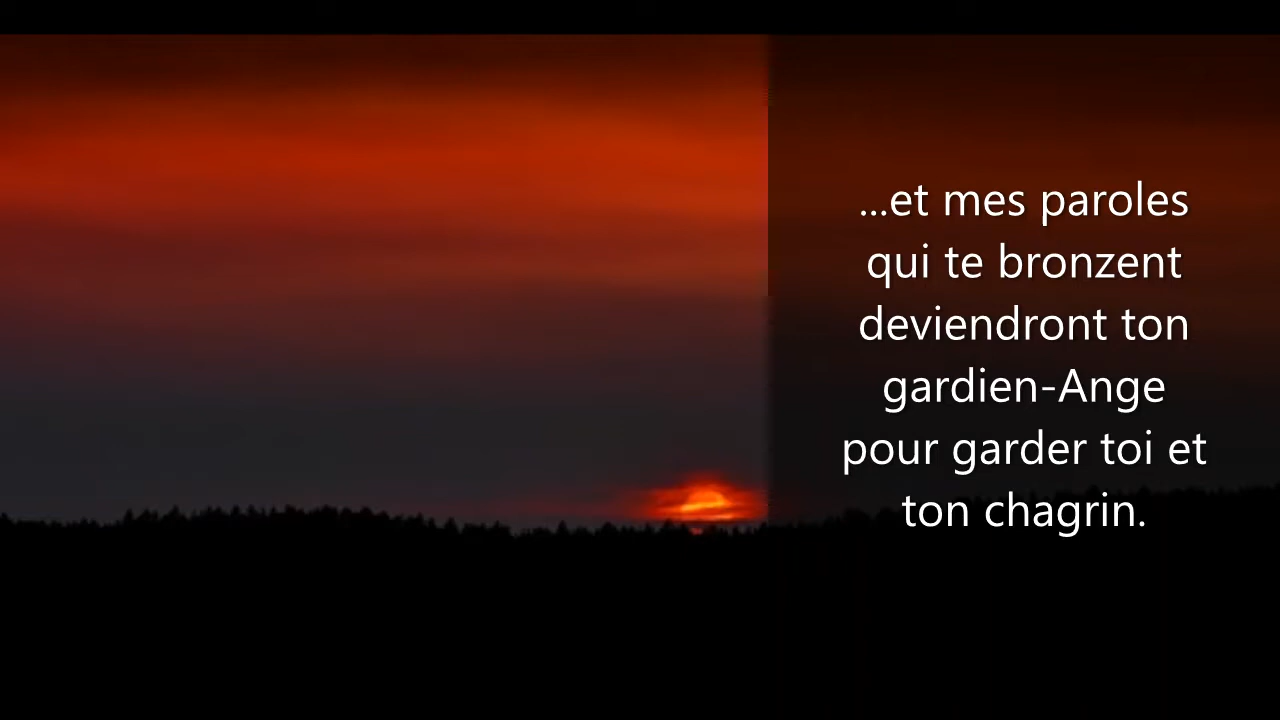 ...et mes paroles
qui te bronzent
deviendront ton
gardien-Ange
pour garder toi et
ton chagrin.